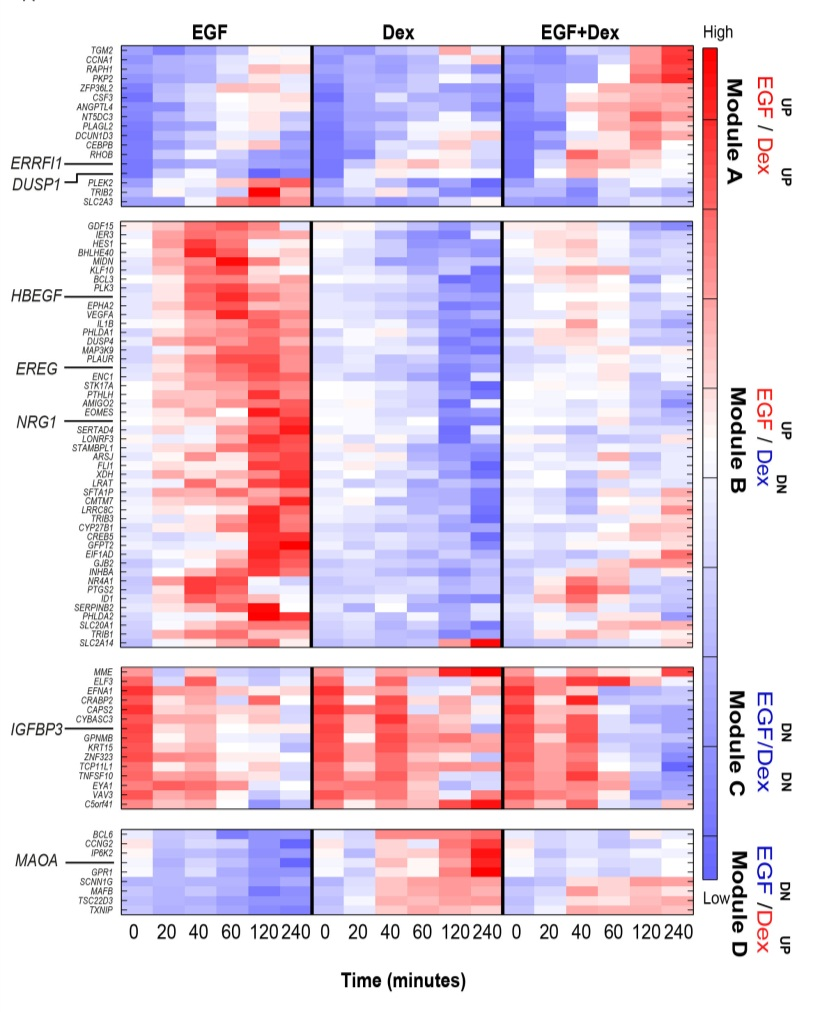 EGF Dex EGF+Dex High
TGM2
CCNA1
RAPH1
PKP2
ZFP36L2
CSF3
ANGPTL4
NT5DC3
PLAGL2
DCUN1D3
CEBPB
RHOB
ERRFI1
DUSP1
PLEK2
TRIB2
SLC2A3
Module A
EGF / Dex
UP UP
GDF15
IER3
HES1
BHLHE40
MIDN
KLF10
BCL3
PLK3
HBEGF
EPHA2
VEGFA
IL1B
PHLDA1
DUSP4
MAP3K9
PLAUR
EREG
ENC1
STK17A
PTHLH
AMIGO2
EOMES
NRG1
SERTAD4
LONRF3
STAMBPL1
ARSJ
FLI1
XDH
LRAT
SFTA1P
CMTM7
LRRC8C
TRIB3
CYP27B1
CREB5
GFPT2
EIF1AD
GJB2
INHBA
NR4A1
PTGS2
ID1
SERPINB2
PHLDA2
SLC20A1
TRIB1
SLC2A14
Module B
EGF / Dex
UP DN
MME
ELF3
EFNA1
CRABP2
CAPS2
CYBASC3
IGFBP3
GPNMB
KRT15
ZNF323
TCP11L1
TNFSF10
EYA1
VAV3
C5orf41
Module C
EGF/Dex
DN DN
BCL6
CCNG2
IP6K2
MAOA
GPR1
SCNN1G
MAFB
TSC22D3
TXNIP
Low
Module D
EGF /Dex
DN UP
0 20 40 60 120 240 0 20 40 60 120 240 0 20 40 60 120 240
Time (minutes)